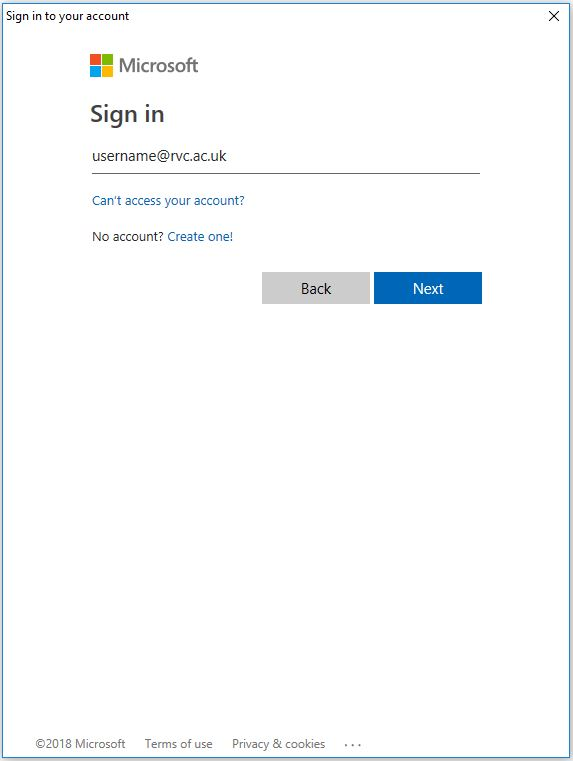 Sign in to your account
Microsoft
Sign in
username@rvc.ac.uk
Can't access your account?
No account? Create one!
Back Next
©2018 Microsoft Terms of use Privacy & cookies ...